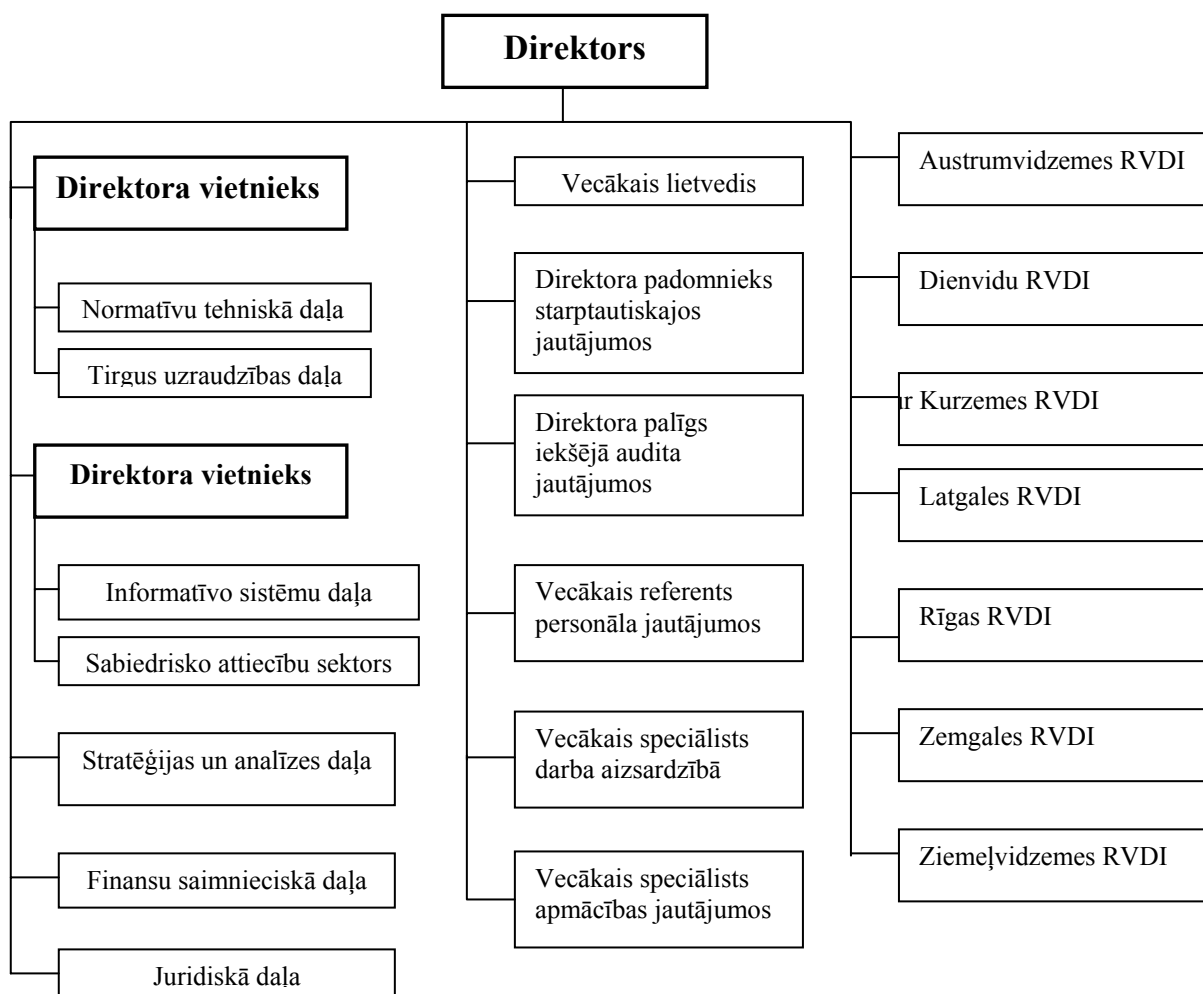 Direktors
Direktora vietnieks
Normatīvu tehniskā daļa
Tirgus uzraudzības daļa
Direktora vietnieks
Informatīvo sistēmu daļa
Sabiedrisko attiecību sektors
Stratēģijas un analīzes daļa
Finansu saimnieciskā daļa
Juridiskā daļa
Vecākais lietvedis
Direktora padomnieks
starptautiskajos
jautājumos
Direktora palīgs
iekšējā audita
jautājumos
Vecākais referents
personāla jautājumos
Vecākais speciālists
darba aizsardzībā
Vecākais speciālists
apmācības jautājumos
Austrumvidzemes RVDI
Dienvidu RVDI
Kurzemes RVDI
Latgales RVDI
Rīgas RVDI
Zemgales RVDI
Ziemeļvidzemes RVDI